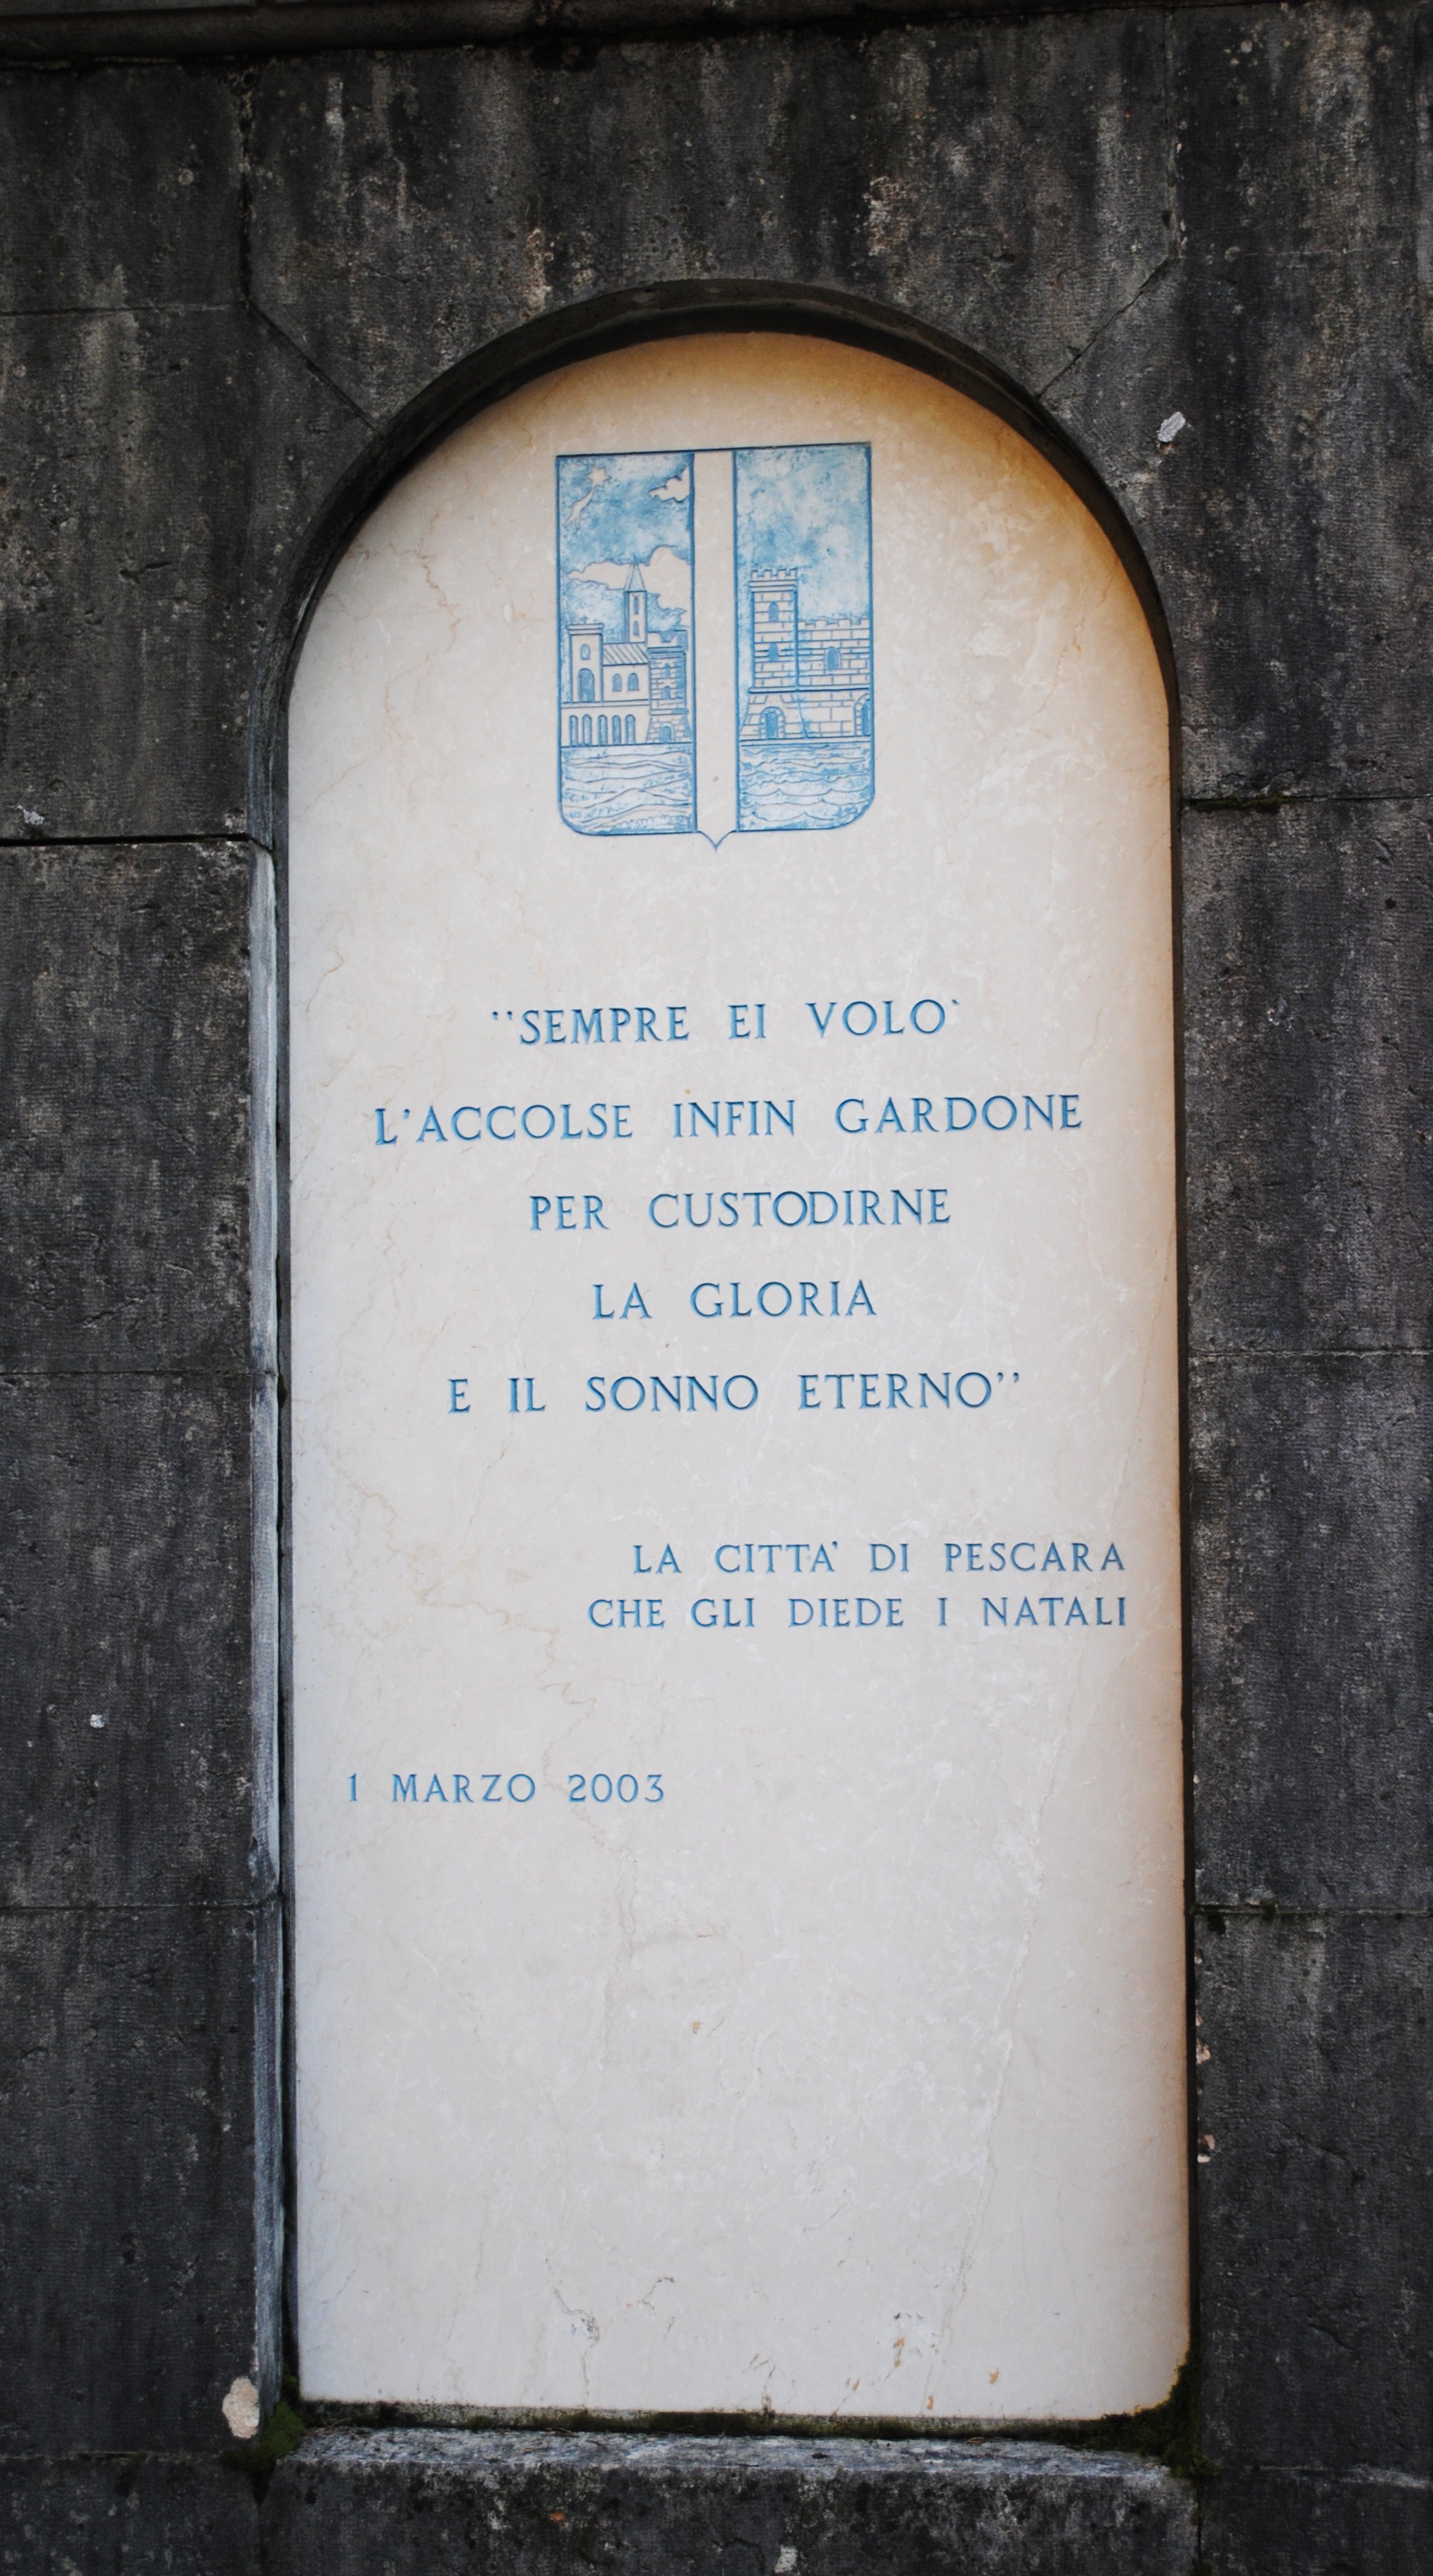 "SEMPRE EI VOLO`
L'ACCOLSE INFIN GARDONE
PER CUSTODIRNE
LA GLORIA
E IL SONNO ETERNO"
LA CITTA' DI PESCARA
CHE GLI DIEDE I NATALI
1 MARZO 2003